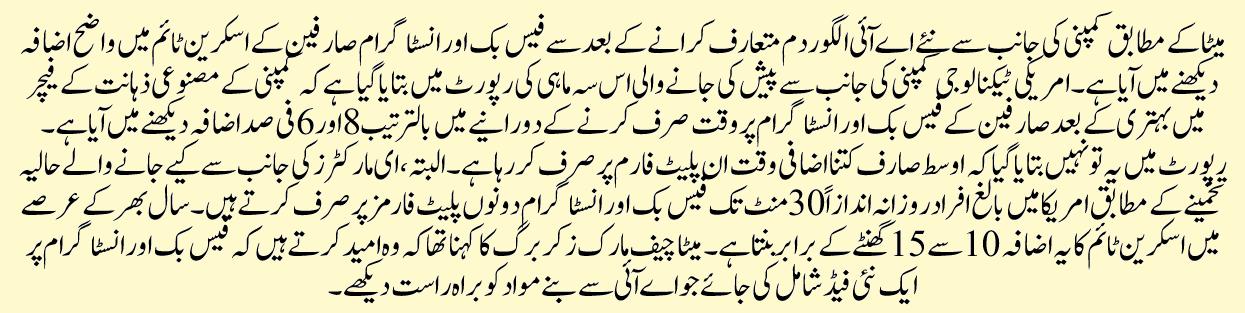 میٹا کے مطابق کمپنی کی جانب سے نئے اے آئی الگوردم متعارف کرانے کے بعد سے فیس بک اور انسٹا گرام صارفین کے اسکرین ٹائم میں واضح اضافہ
دیکھنے میں آیا ہے۔ امریکی ٹیکنالوجی کمپنی کی جانب سے پیش کی جانے والی اس سہ ماہی کی رپورٹ میں بتایا گیا ہے کہ کمپنی کے مصنوعی ذہانت کے فیچر
میں بہتری کے بعد صارفین کے فیس بک اور انسٹا گرام پر وقت صرف کرنے کے دورانیے میں بالترتیب 8 اور 6 فی صد اضافہ دیکھنے میں آیا ہے۔
رپورٹ میں یہ تو نہیں بتایا گیا کہ اوسط صارف کتنا اضافی وقت ان پلیٹ فارم پر صرف کر رہا ہے۔ البتہ، ای مارکٹرز کی جانب سے کیے جانے والے حالیہ
تخمینے کے مطابق امریکا میں بالغ افراد روزانہ اندازاً 30 منٹ تک فیس بک اور انسٹا گرام دونوں پلیٹ فارمز پر صرف کرتے ہیں۔ سال بھر کے عرصے
میں اسکرین ٹائم کا یہ اضافہ 10 سے 15 گھنٹے کے برابر بنتا ہے۔ میٹا چیف مارک زکر برگ کا کہنا تھا کہ وہ امید کرتے ہیں کہ فیس بک اور انسٹا گرام پر
ایک نئی فیڈ شامل کی جائے جو اے آئی سے بنے مواد کو براہ راست دیکھے۔